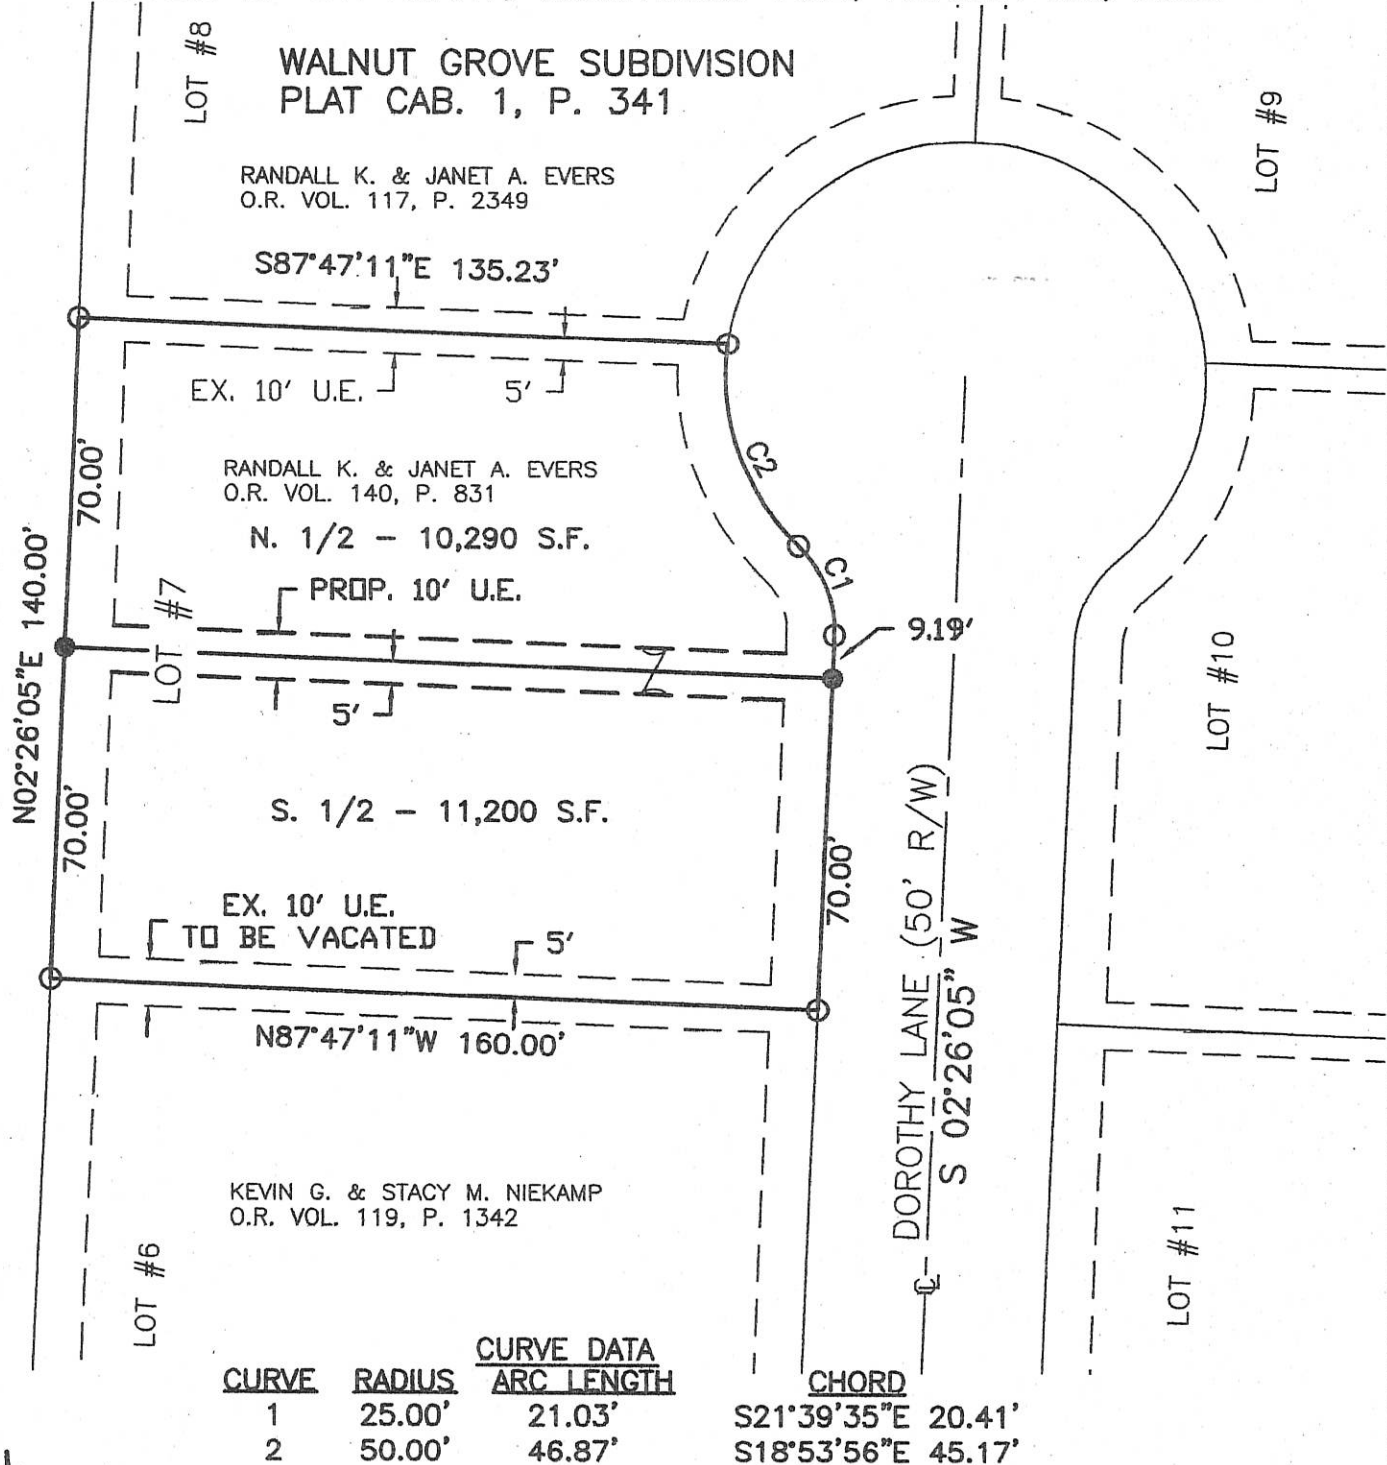 LOT #8
WALNUT GROVE SUBDIVISION
PLAT CAB. 1, P. 341
LOT #9
RANDALL K. & JANET A. EVERS
O.R. VOL. 117, P. 2349
S87°47'11"E 135.23'
EX. 10' U.E.
5'
70.00'
C2
RANDALL K. & JANET A. EVERS
O.R. VOL. 140, P. 831
N. 1/2 - 10,290 S.F.
C1
PROP. 10' U.E.
N02°26'05"E 140.00'
LOT #7
9.19'
LOT #10
5'
70.00'
S. 1/2 - 11,200 S.F.
70.00'
EX. 10' U.E.
TO BE VACATED
5'
N87°47'11"W 160.00'
DOROTHY LANE (50' R/W)
S 02°26'05" W
KEVIN G. & STACY M. NIEKAMP
O.R. VOL. 119, P. 1342
LOT #6
LOT #11
CURVE DATA
CURVE RADIUS ARC LENGTH CHORD
1 25.00' 21.03' S21°39'35"E 20.41'
2 50.00' 46.87' S18°53'56"E 45.17'